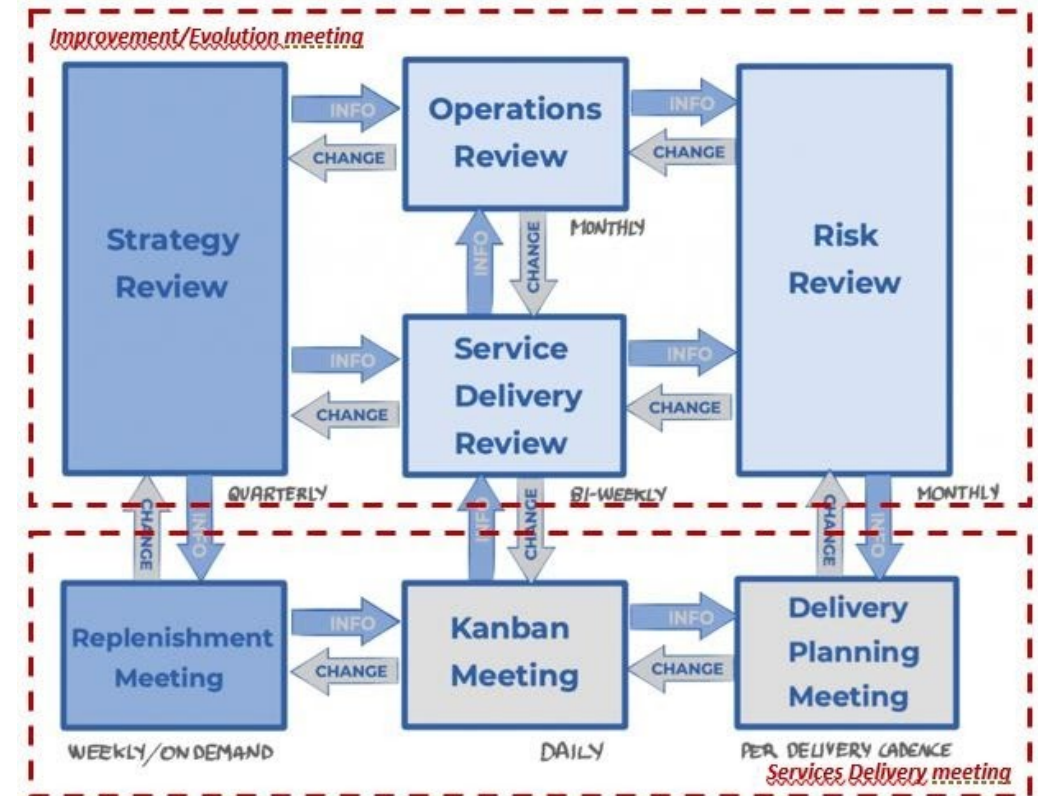 Improvement/Evolution meeting
INFO
CHANGE
Operations
Review
INFO
CHANGE
Strategy
Review
INFO
CHANGE
MONTHLY
Risk
Review
INFO
CHANGE
Service
Delivery
Review
INFO
CHANGE
QUARTERLY
BI-WEEKLY
MONTHLY
CHANGE
INFO
INFO
CHANGE
CHANGE
INFO
Replenishment
Meeting
INFO
CHANGE
Kanban
Meeting
INFO
CHANGE
Delivery
Planning
Meeting
WEEKLY/ON DEMAND
DAILY
PER DELIVERY CADENCE
Services Delivery meeting